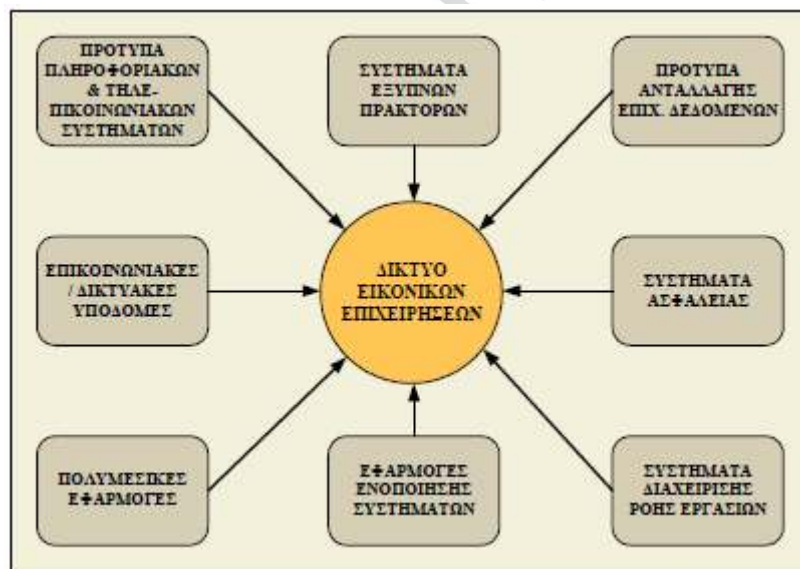 ΠΡΟΤΥΠΑ
ΠΛΗΡΟΦΟΡΙΑΚΩΝ
& ΤΗΛΕ-
ΠΙΚΟΙΝΩΝΙΑΚΩΝ
ΣΥΣΤΗΜΑΤΩΝ
ΣΥΣΤΗΜΑΤΑ
ΕΞΥΠΝΩΝ
ΠΡΑΚΤΟΡΩΝ
ΠΡΟΤΥΠΑ
ΑΝΤΑΛΛΑΓΗΣ
ΕΠΙΧ. ΔΕΔΟΜΕΝΩΝ
ΕΠΙΚΟΙΝΩΝΙΑΚΕΣ
/ ΔΙΚΤΥΑΚΕΣ
ΥΠΟΔΟΜΕΣ
ΔΙΚΤΥΟ
ΕΙΚΟΝΙΚΩΝ
ΕΠΙΧΕΙΡΗΣΕΩΝ
ΣΥΣΤΗΜΑΤΑ
ΑΣΦΑΛΕΙΑΣ
ΠΟΛΥΜΕΣΙΚΕΣ
ΕΦΑΡΜΟΓΕΣ
ΕΦΑΡΜΟΓΕΣ
ΕΝΟΠΟΙΗΣΗΣ
ΣΥΣΤΗΜΑΤΩΝ
ΣΥΣΤΗΜΑΤΑ
ΔΙΑΧΕΙΡΙΣΗΣ
ΡΟΗΣ ΕΡΓΑΣΙΩΝ